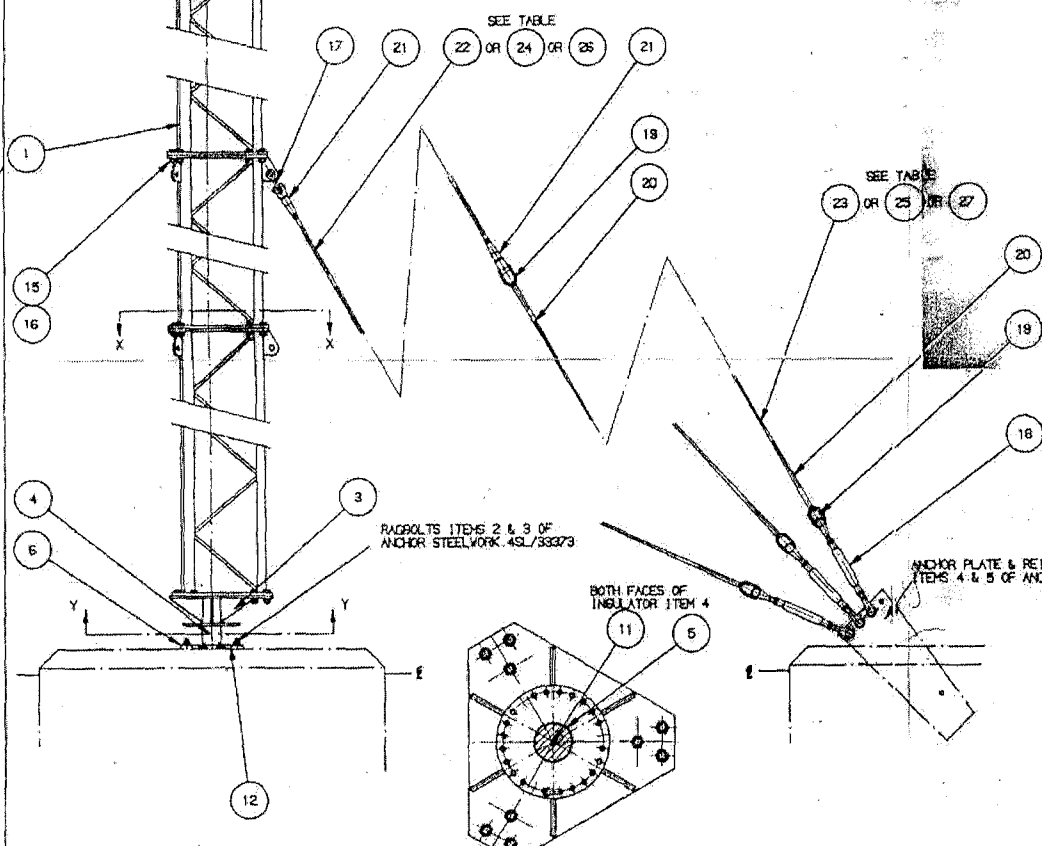 SEE TABLE
17
21
22 OR 24 OR 26
21
1
19
20
SEE TABLE
23 OR 25 OR 27
20
15
16
X X
19
18
4
3
RAGBOLTS ITEMS 2 & 3 OF
ANCHOR STEELWORK 4SL/33373
6
ANCHOR PLATE &
ITEMS 4 & 5 OF
BOTH FACES OF
INSULATOR ITEM 4
Y Y
11
5
12